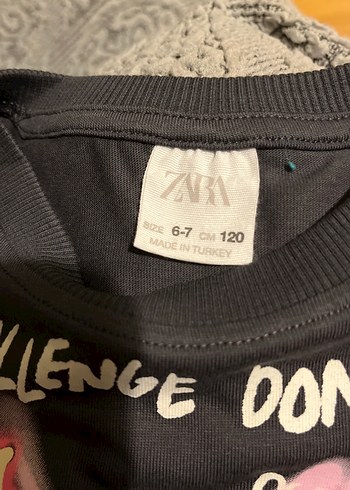 ZARA
SIZE 6-7 CM 120
MADE IN TURKEY
LLENGE DON